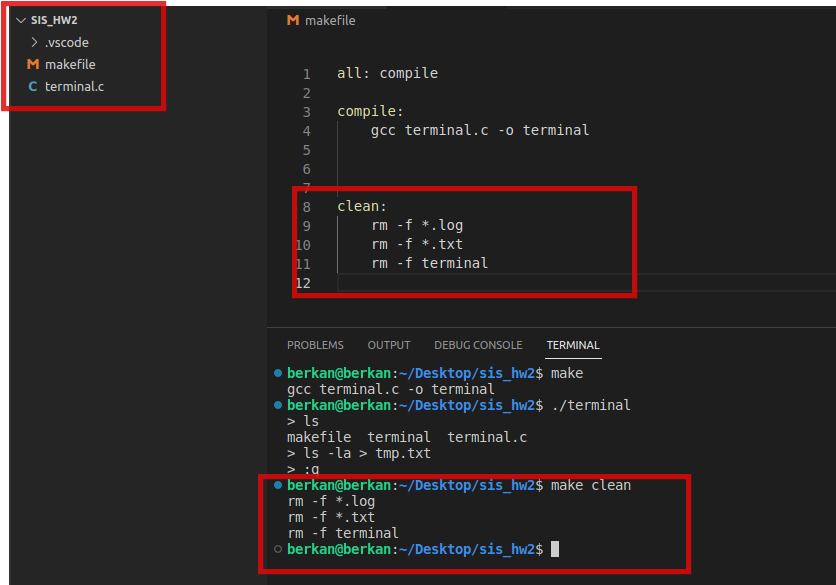 SIS_HW2
.vscode
M makefile
C terminal.c
M makefile
1 all: compile
2
3 compile:
4 gcc terminal.c -o terminal
5
6
7
8 clean:
9 rm -f *.log
10 rm -f *.txt
11 rm -f terminal
12
PROBLEMS OUTPUT DEBUG CONSOLE TERMINAL
berkan@berkan:~/Desktop/sis_hw2$ make
gcc terminal.c -o terminal
berkan@berkan:~/Desktop/sis_hw2$ ./terminal
> ls
makefile  terminal  terminal.c
> ls -la > tmp.txt
> :q
berkan@berkan:~/Desktop/sis_hw2$ make clean
rm -f *.log
rm -f *.txt
rm -f terminal
berkan@berkan:~/Desktop/sis_hw2$